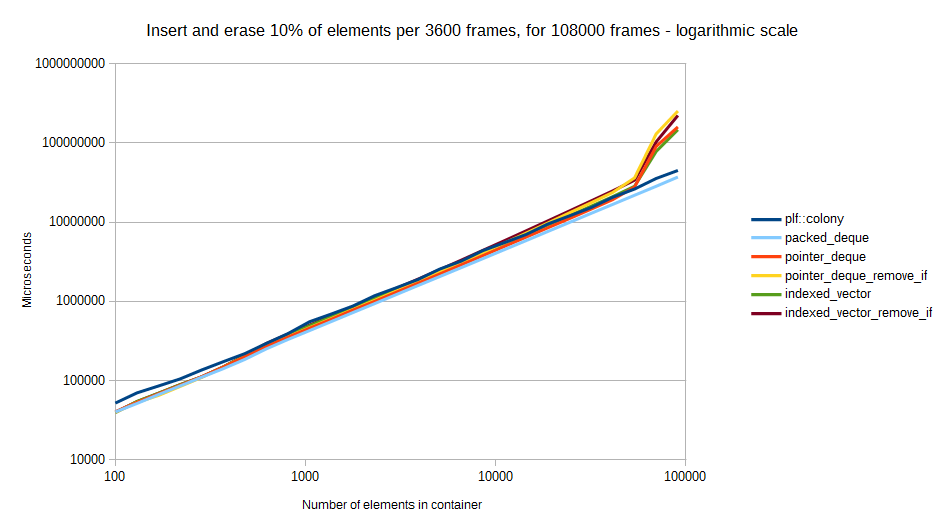 Insert and erase 10% of elements per 3600 frames, for 108000 frames - logarithmic scale
1000000000
100000000
10000000
1000000
100000
10000
Microseconds
100
1000
10000
100000
Number of elements in container
plf::colony
packed_deque
pointer_deque
pointer_deque_remove_if
indexed_vector
indexed_vector_remove_if